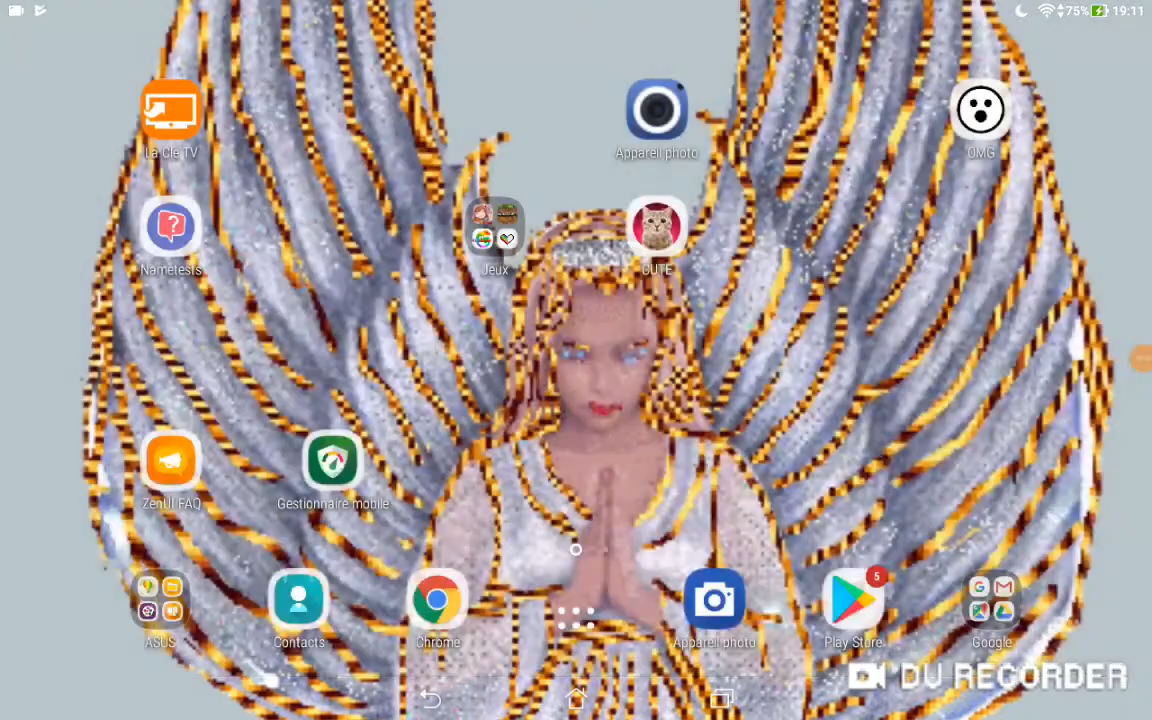 75% 19:11
La Clé TV
Appareil photo
OMG
Nametests
Jeux
CUTE
ZenUI FAQ
Gestionnaire mobile
5
ASUS
Contacts
Chrome
Appareil photo
Play Store
Google
DU RECORDER